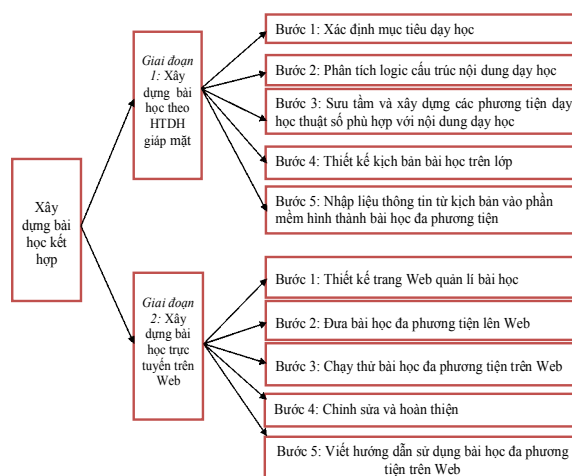 Xây
dựng bài
học kết
hợp
Giai đoạn
1: Xây
dựng bài
học theo
HTDH
giáp mặt
Bước 1: Xác định mục tiêu dạy học
Bước 2: Phân tích logic cấu trúc nội dung dạy học
Bước 3: Sưu tầm và xây dựng các phương tiện dạy
học thuật số phù hợp với nội dung dạy học
Bước 4: Thiết kế kịch bản bài học trên lớp
Bước 5: Nhập liệu thông tin từ kịch bản vào phần
mềm hình thành bài học đa phương tiện
Giai đoạn
2: Xây
dựng bài
học trực
tuyến trên
Web
Bước 1: Thiết kế trang Web quản lí bài học
Bước 2: Đưa bài học đa phương tiện lên Web
Bước 3: Chạy thử bài học đa phương tiện trên Web
Bước 4: Chỉnh sửa và hoàn thiện
Bước 5: Viết hướng dẫn sử dụng bài học đa phương
tiện trên Web